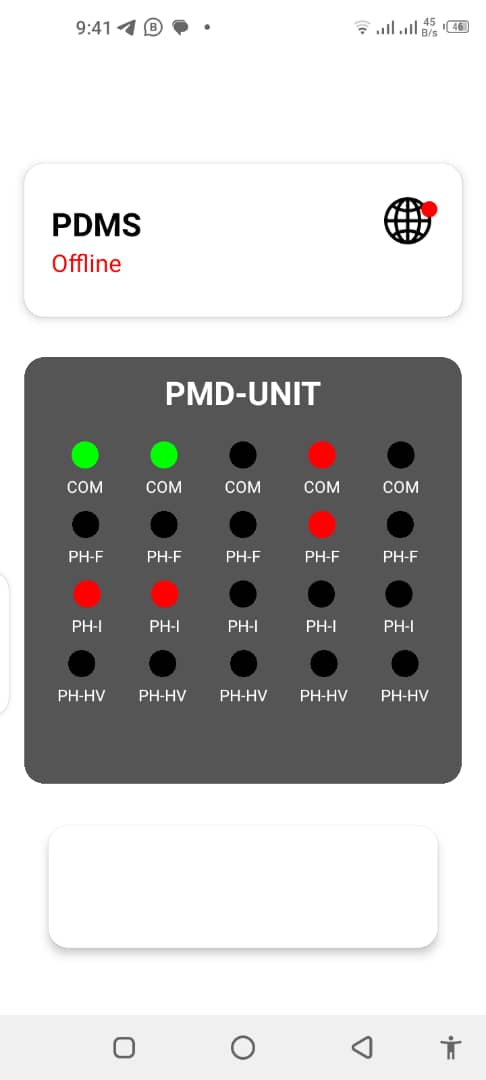 9:41
45
B/s
46
PDMS
Offline
PMD-UNIT
COM COM COM COM COM
PH-F PH-F PH-F PH-F PH-F
PH-I PH-I PH-I PH-I PH-I
PH-HV PH-HV PH-HV PH-HV PH-HV